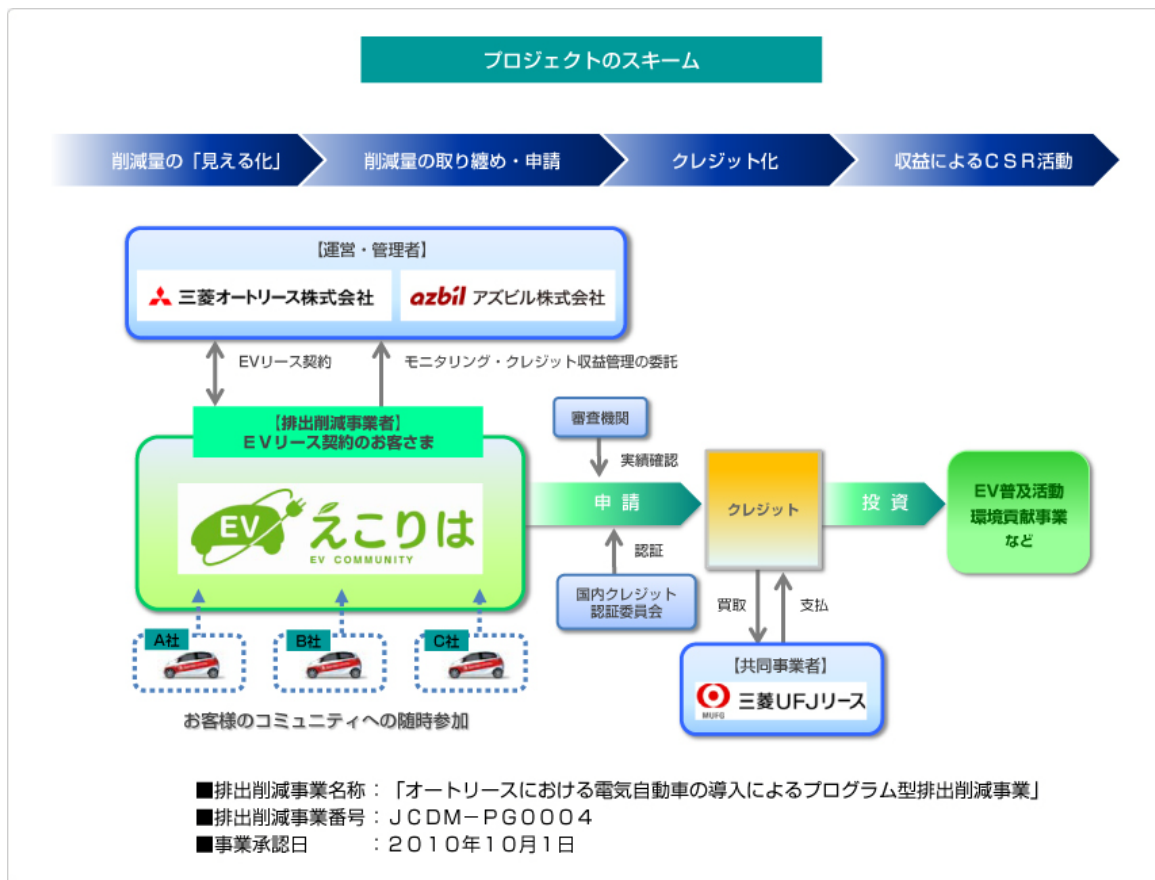 プロジェクトのスキーム
削減量の「見える化」
削減量の取り纏め・申請
クレジット化
収益によるCSR活動
【運営・管理者】
三菱オートリース株式会社
azbil アズビル株式会社
EVリース契約
モニタリング・クレジット収益管理の委託
【排出削減事業者】
EVリース契約のお客さま
EV えこりは
EV COMMUNITY
審査機関
実績確認
申 請
認証
国内クレジット
認証委員会
クレジット
投 資
EV普及活動
環境貢献事業
など
買取
支払
【共同事業者】
MUFG
三菱UFJリース
A社
B社
C社
お客様のコミュニティへの随時参加
■排出削減事業名称：「オートリースにおける電気自動車の導入によるプログラム型排出削減事業」
■排出削減事業番号：JCDM－PG0004
■事業承認日　　　：2010年10月1日